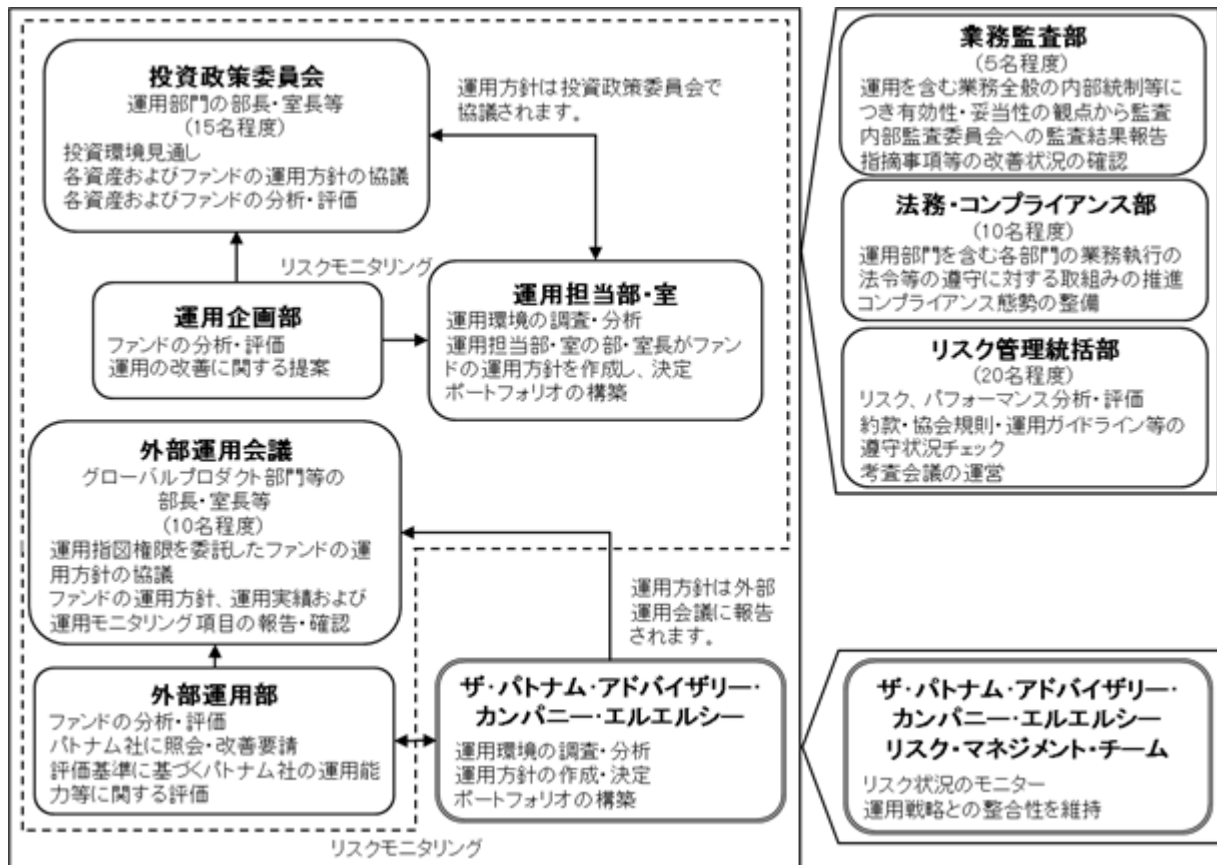 投資政策委員会
運用部門の部長・室長等
(15名程度)
投資環境見通し
各資産およびファンドの運用方針の協議
各資産およびファンドの分析・評価
運用方針は投資政策委員会で
協議されます。
リスクモニタリング
運用企画部
ファンドの分析・評価
運用の改善に関する提案
運用担当部・室
運用環境の調査・分析
運用担当部・室の部・室長がファン
ドの運用方針を作成し、決定
ポートフォリオの構築
外部運用会議
グローバルプロダクト部門等の
部長・室長等
(10名程度)
運用指図権限を委託したファンドの運
用方針の協議
ファンドの運用方針、運用実績および
運用モニタリング項目の報告・確認
運用方針は外部
運用会議に報告
されます。
外部運用部
ファンドの分析・評価
パトナム社に照会・改善要請
評価基準に基づくパトナム社の運用能
力等に関する評価
ザ・パトナム・アドバイザリー・
カンパニー・エルエルシー
運用環境の調査・分析
運用方針の作成・決定
ポートフォリオの構築
リスクモニタリング
業務監査部
(5名程度)
運用を含む業務全般の内部統制等に
つき有効性・妥当性の観点から監査
内部監査委員会への監査結果報告
指摘事項等の改善状況の確認
法務・コンプライアンス部
(10名程度)
運用部門を含む各部門の業務執行の
法令等の遵守に対する取組みの推進
コンプライアンス態勢の整備
リスク管理統括部
(20名程度)
リスク、パフォーマンス分析・評価
約款・協会規則・運用ガイドライン等の
遵守状況チェック
考査会議の運営
ザ・パトナム・アドバイザリー・
カンパニー・エルエルシー
リスク・マネジメント・チーム
リスク状況のモニター
運用戦略との整合性を維持